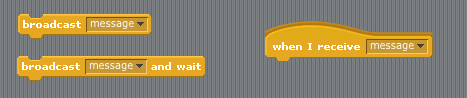 broadcast message
when I receive message
broadcast message and wait